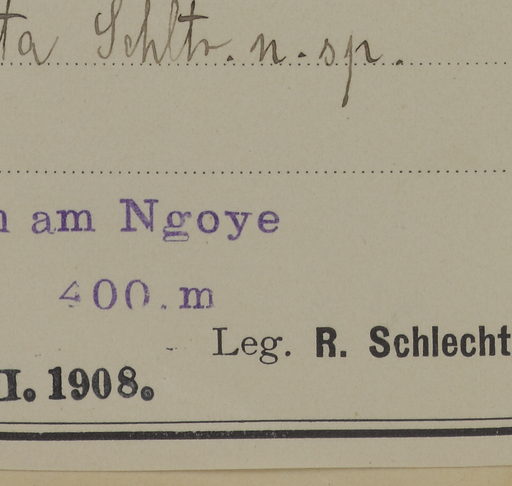 ta Schltr. n. sp.
n am Ngoye
400. m
Leg. R. Schlecht
I. 1908.